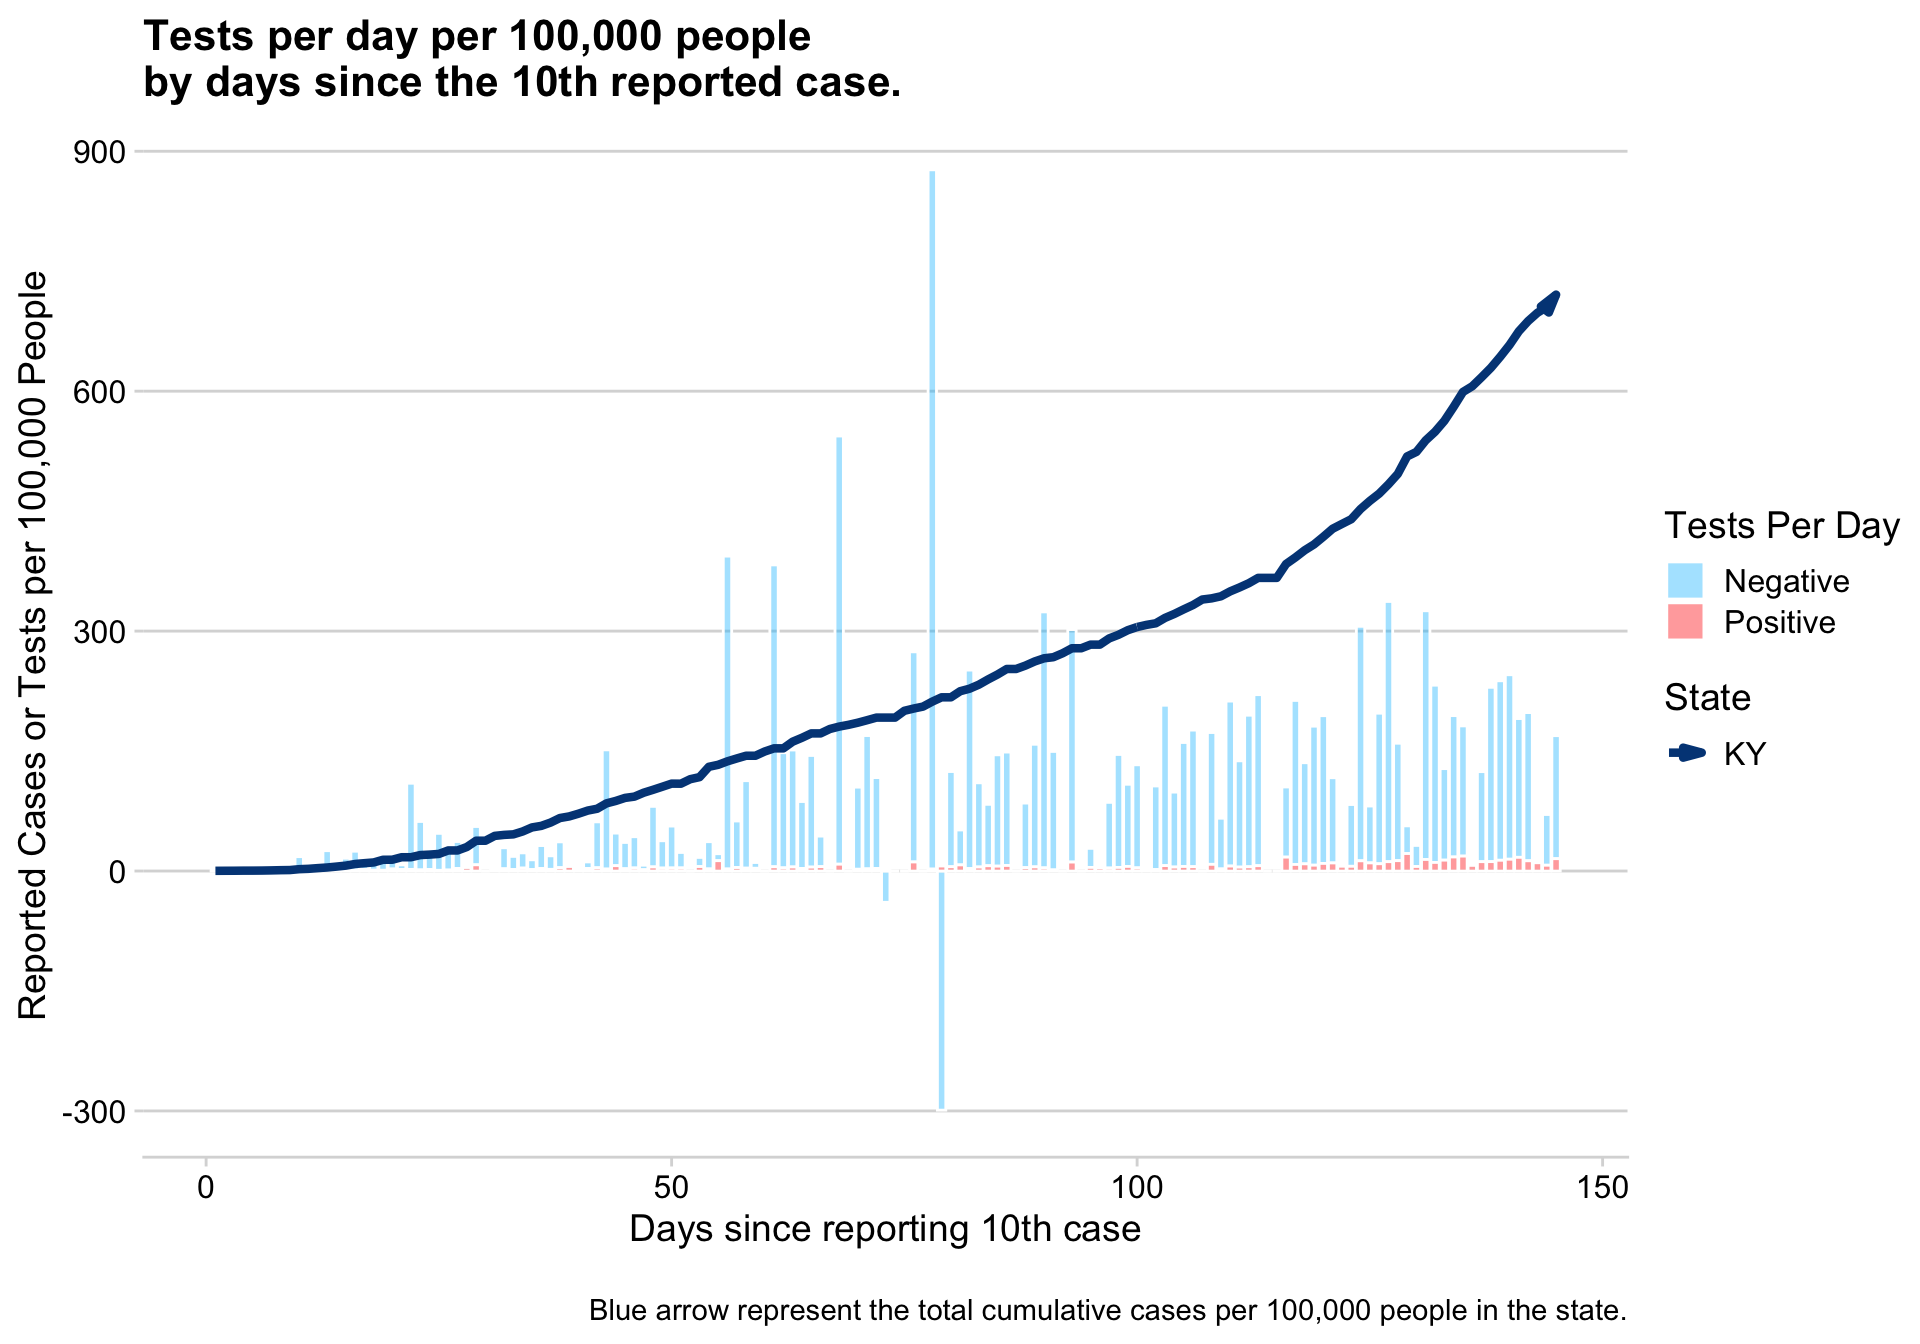 Tests per day per 100,000 people
by days since the 10th reported case.
Reported Cases or Tests per 100,000 People
900
600
300
0
-300
0
50
100
150
Days since reporting 10th case
Tests Per Day
Negative
Positive
State
KY
Blue arrow represent the total cumulative cases per 100,000 people in the state.